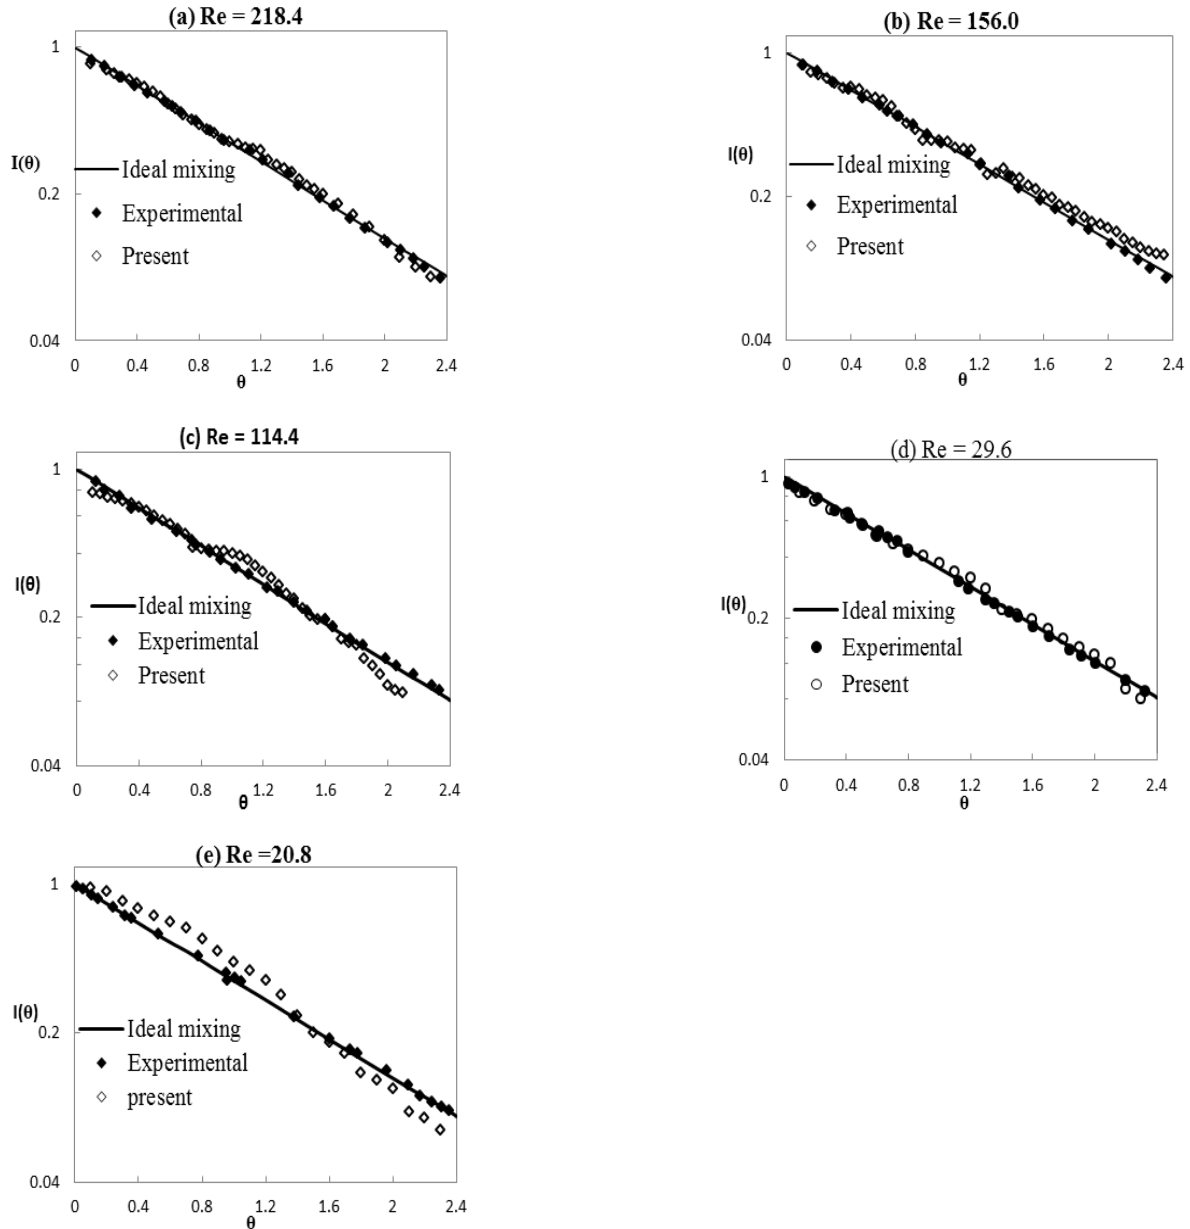 (a) Re = 218.4
1
I(θ)
Ideal mixing
0.2
Experimental
Present
0.04
0 0.4 0.8 1.2 1.6 2 2.4
θ
(b) Re = 156.0
1
I(θ)
Ideal mixing
0.2
Experimental
Present
0.04
0 0.4 0.8 1.2 1.6 2 2.4
θ
(c) Re = 114.4
1
I(θ)
Ideal mixing
0.2
Experimental
Present
0.04
0 0.4 0.8 1.2 1.6 2 2.4
θ
(d) Re = 29.6
1
I(θ)
Ideal mixing
0.2
Experimental
Present
0.04
0 0.4 0.8 1.2 1.6 2 2.4
θ
(e) Re =20.8
1
I(θ)
Ideal mixing
0.2
Experimental
present
0.04
0 0.4 0.8 1.2 1.6 2 2.4
θ